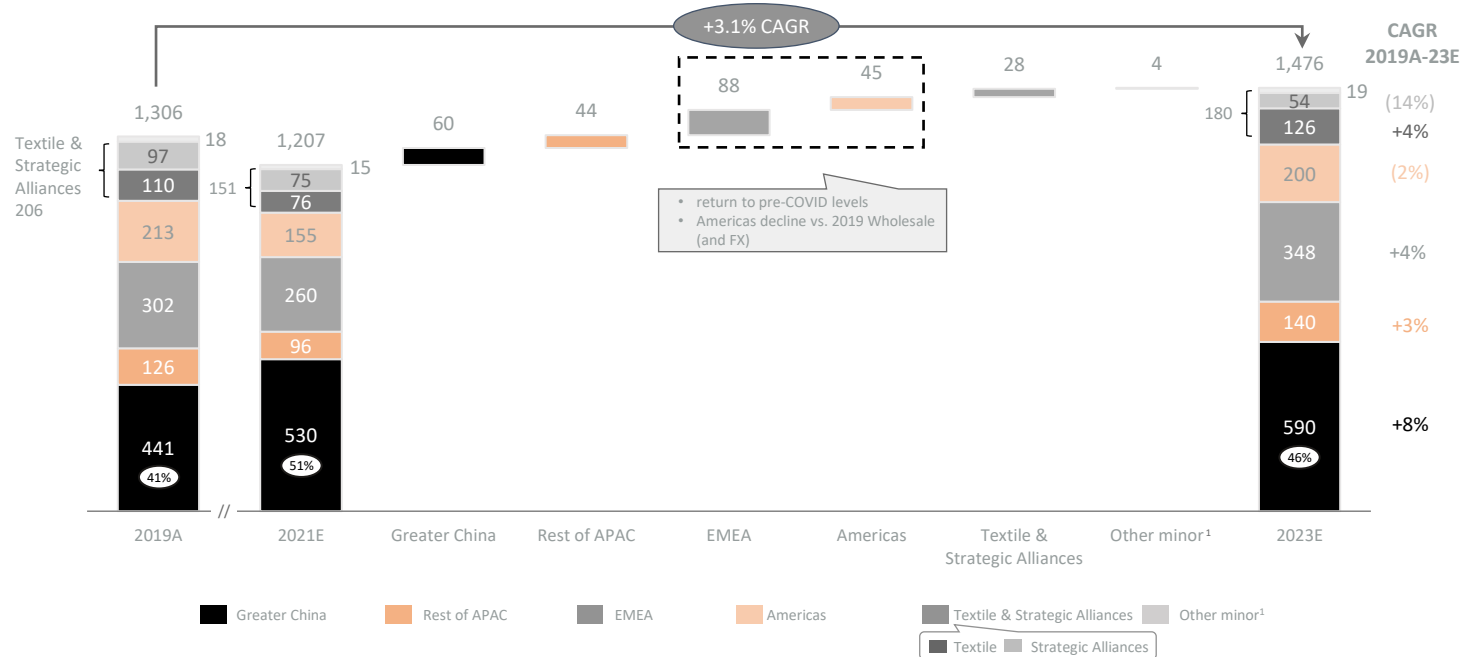 +3.1% CAGR
CAGR
2019A-23E
1,306
18
Textile &
Strategic
Alliances
206
97
110
213
302
126
441
41%
1,207
15
151
75
76
155
260
96
530
51%
60
44
88
45
28
4
• return to pre-COVID levels
• Americas decline vs. 2019 Wholesale
(and FX)
1,476
19
180
54
126
200
348
140
590
46%
(14%)
+4%
(2%)
+4%
+3%
+8%
2019A
//
2021E
Greater China
Rest of APAC
EMEA
Americas
Textile &
Strategic Alliances
Other minor¹
2023E
Greater China
Rest of APAC
EMEA
Americas
Textile & Strategic Alliances
Other minor¹
Textile
Strategic Alliances